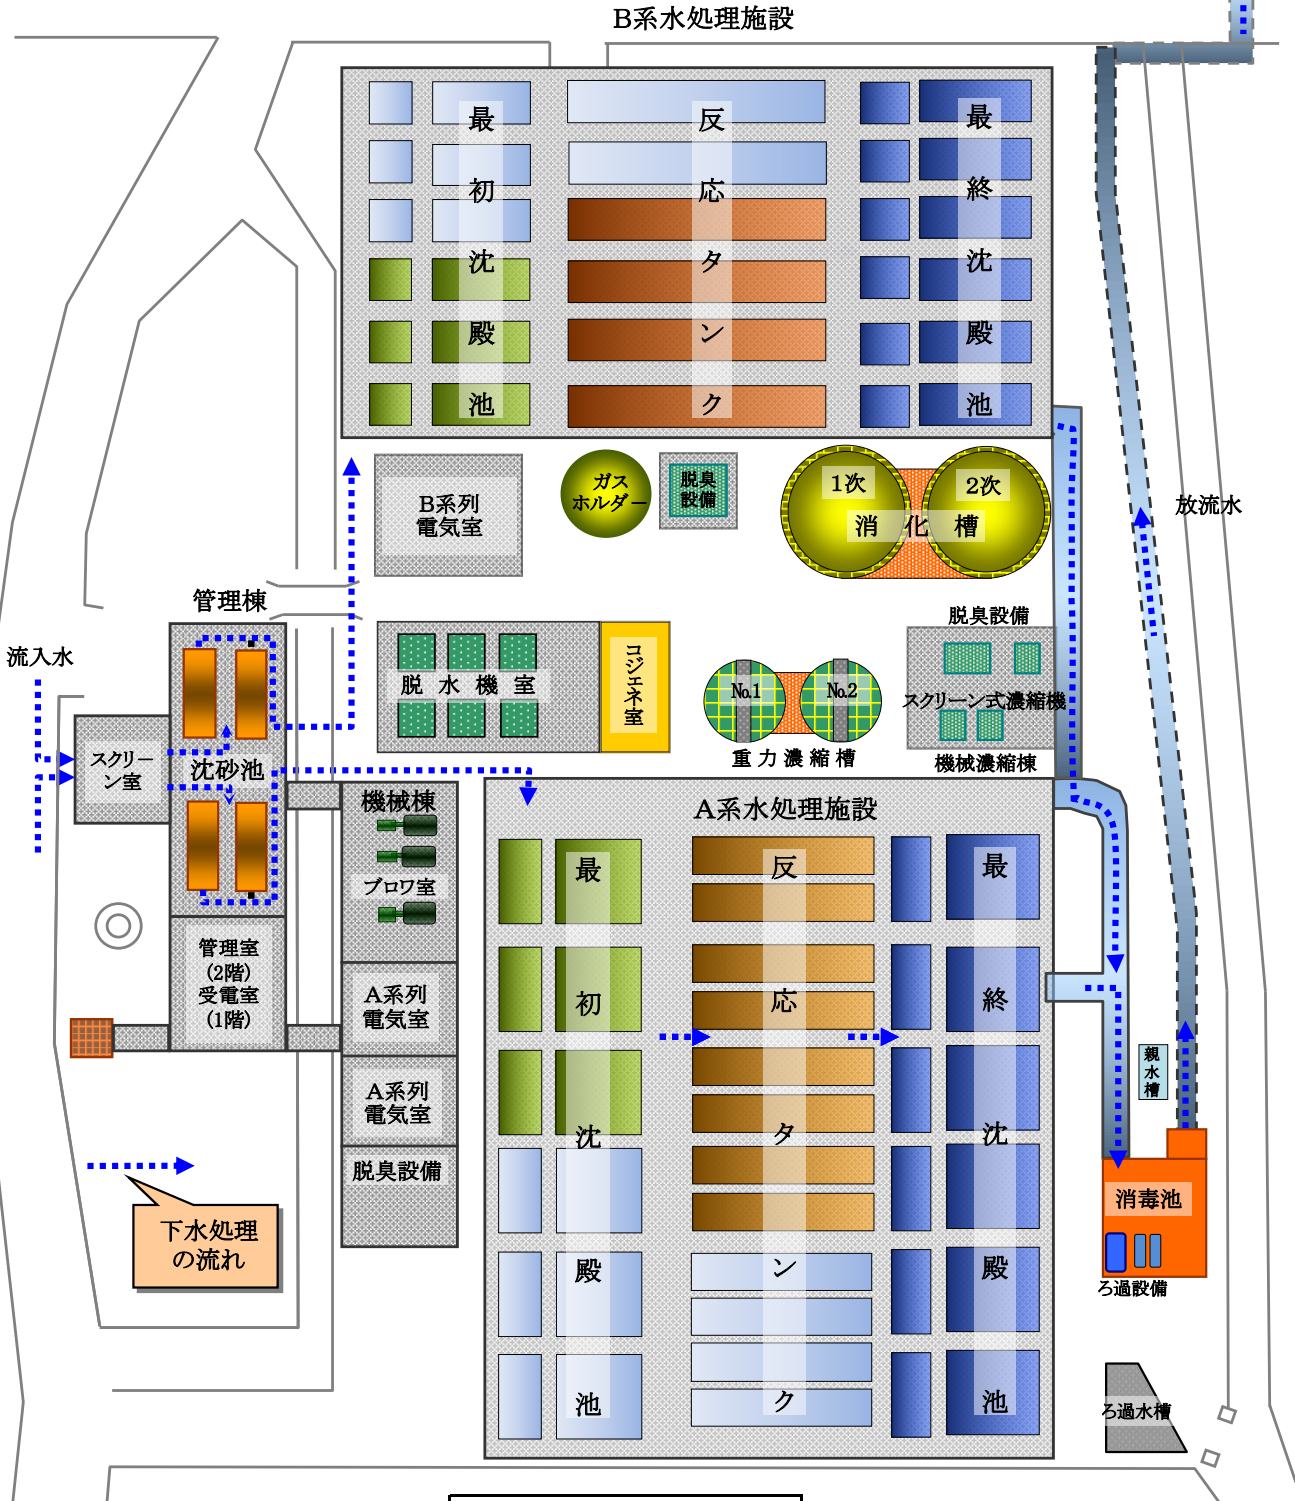 B系水処理施設
最初沈殿池
反応タンク
最終沈殿池
B系列
電気室
ガス
ホルダー
脱臭
設備
1次
2次
消化槽
放流水
管理棟
流入水
スクリー
ン室
沈砂池
脱水機室
コジェネ室
No.1
No.2
重力濃縮槽
脱臭設備
スクリーン式濃縮機
機械濃縮棟
機械棟
ブロワ室
A系水処理施設
最初沈殿池
反応タンク
最終沈殿池
管理室
(2階)
受電室
(1階)
A系列
電気室
A系列
電気室
脱臭設備
親水槽
消毒池
ろ過設備
ろ過水槽
下水処理
の流れ